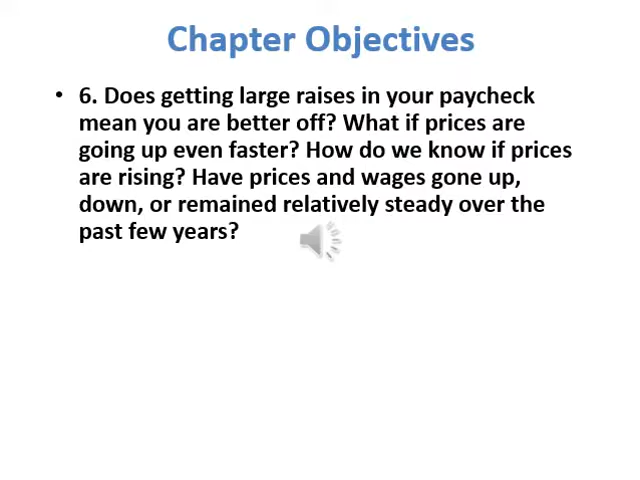 Chapter Objectives
• 6. Does getting large raises in your paycheck
mean you are better off? What if prices are
going up even faster? How do we know if prices
are rising? Have prices and wages gone up,
down, or remained relatively steady over the
past few years?